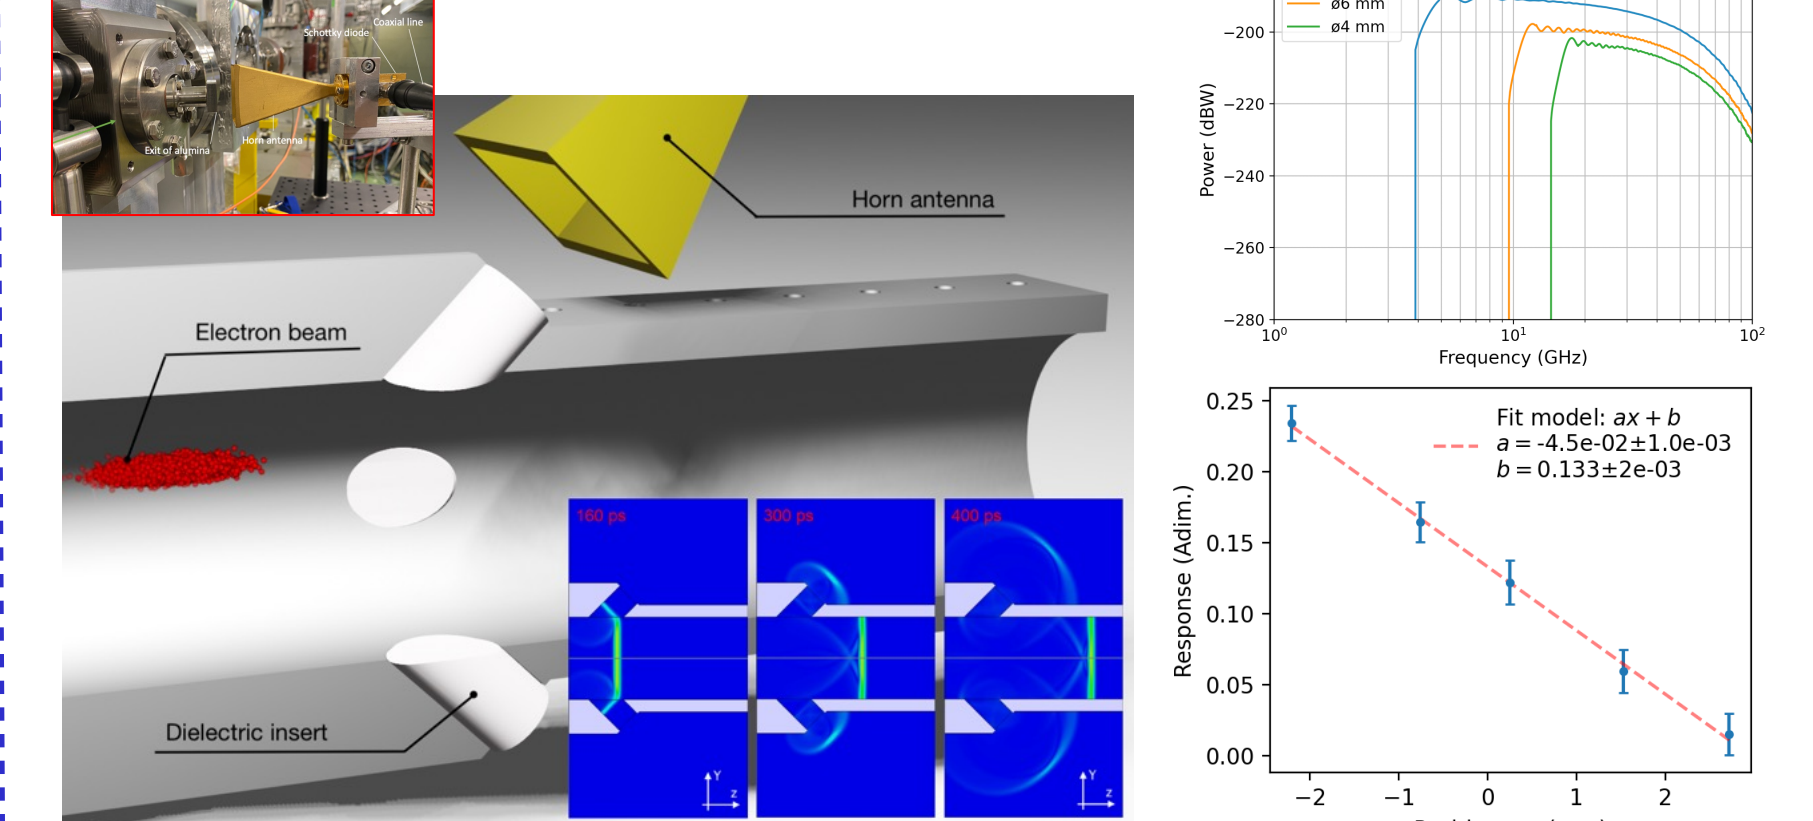 Coaxial line
Schottky diode
Horn antenna
Exit of alumina
Horn antenna
Electron beam
Dielectric insert
160 ps
300 ps
400 ps
Y
z
Y
z
ø6 mm
ø4 mm
Power (dBW)
−200
−220
−240
−260
−280
10⁰
10¹
10²
Frequency (GHz)
Response (Adim.)
0.25
0.20
0.15
0.10
0.05
0.00
Fit model: ax + b
a = -4.5e-02±1.0e-03
b = 0.133±2e-03
−2
−1
0
1
2